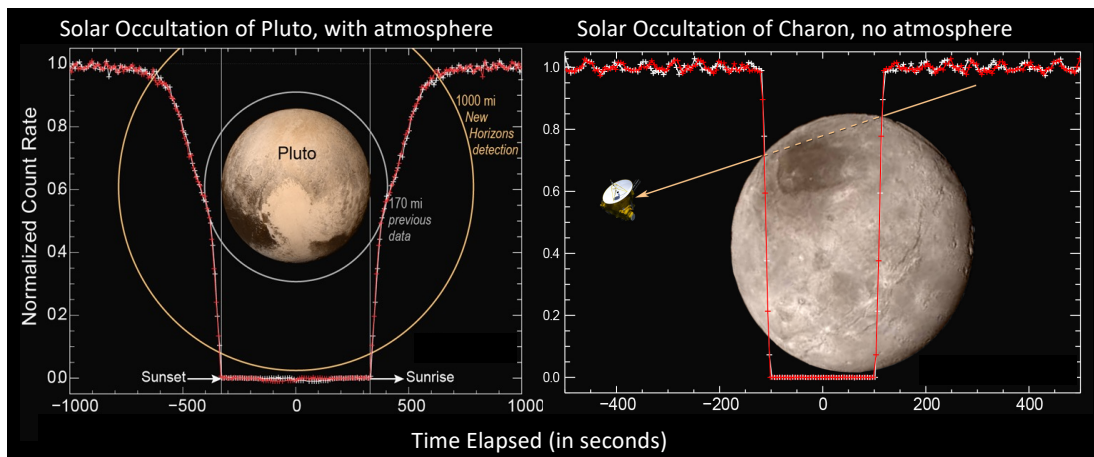 Solar Occultation of Pluto, with atmosphere
Solar Occultation of Charon, no atmosphere
Normalized Count Rate
1.0
0.8
0.6
0.4
0.2
0.0
1000 mi
New
Horizons
detection
Pluto
170 mi
previous
data
Sunset
Sunrise
−1000
−500
0
500
1000
1.0
0.8
0.6
0.4
0.2
0.0
−400
−200
0
200
400
Time Elapsed (in seconds)